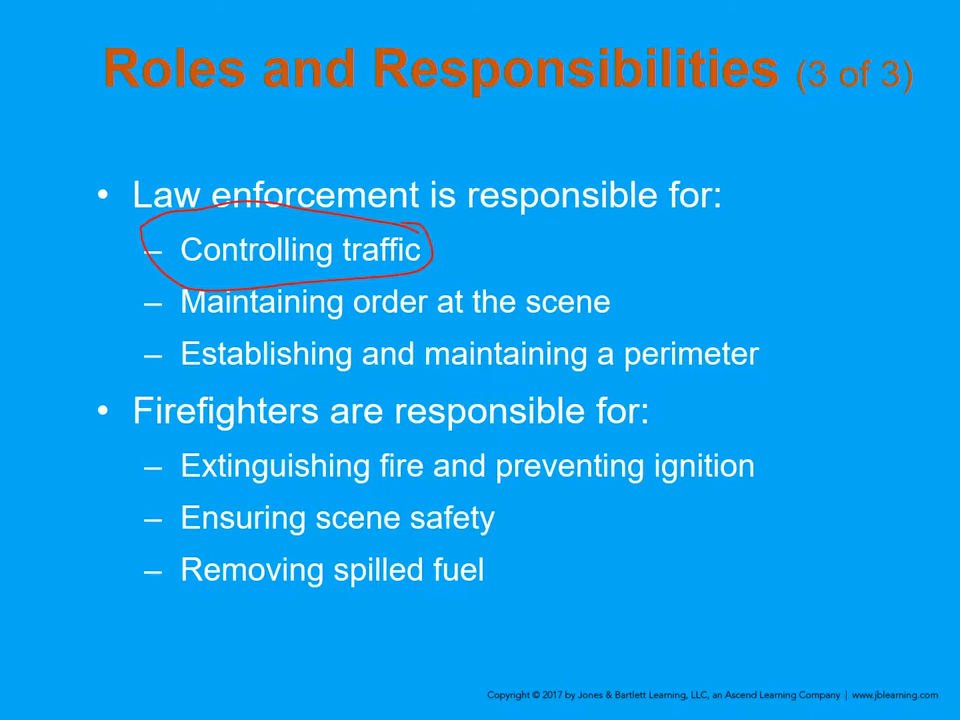 Roles and Responsibilities (3 of 3)
• Law enforcement is responsible for:
– Controlling traffic
– Maintaining order at the scene
– Establishing and maintaining a perimeter
• Firefighters are responsible for:
– Extinguishing fire and preventing ignition
– Ensuring scene safety
– Removing spilled fuel
Copyright © 2017 by Jones & Bartlett Learning, LLC, an Ascend Learning Company | www.jblearning.com